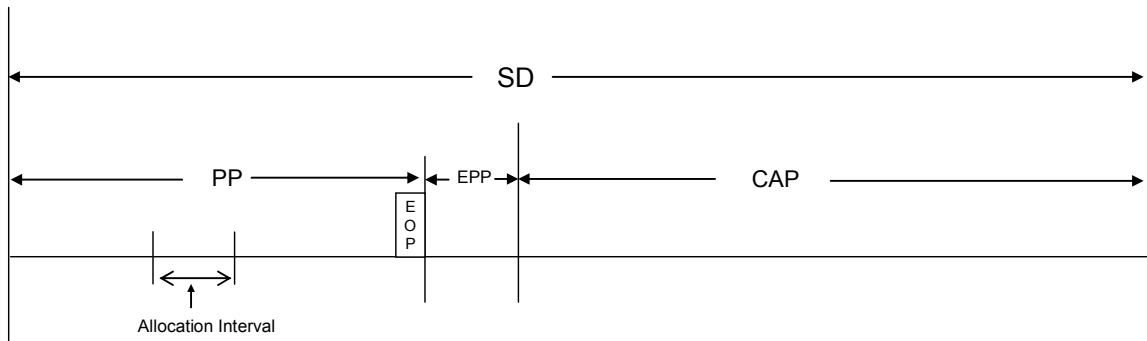 SD
PP
EPP
CAP
E
O
P
Allocation Interval